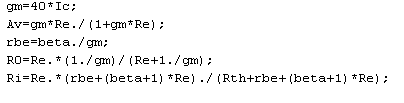 gm=40*Ic;
Av=gm*Re./(1+gm*Re);
rbe=beta./gm;
R0=Re.*(1./gm)/(Re+1./gm);
Ri=Re.*(rbe+(beta+1)*Re)./(Rth+rbe+(beta+1)*Re);